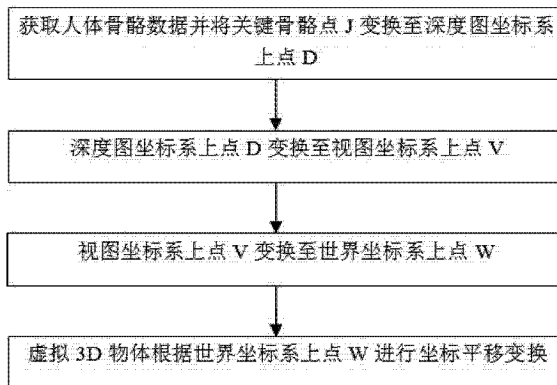 获取人体骨骼数据并将关键骨骼点 J 变换至深度图坐标系
上点 D
深度图坐标系上点 D 变换至视图坐标系上点 V
视图坐标系上点 V 变换至世界坐标系上点 W
虚拟 3D 物体根据世界坐标系上点 W 进行坐标平移变换